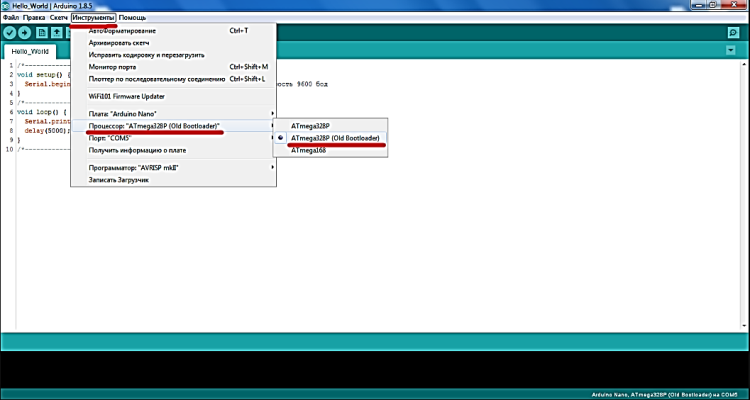 Hello_World | Arduino 1.8.5
Файл Правка Скетч Инструменты Помощь
АвтоФорматирование Ctrl+T
Архивировать скетч
Исправить кодировку и перезагрузить
Монитор порта Ctrl+Shift+M
Плоттер по последовательному соединению Ctrl+Shift+L
WiFi101 Firmware Updater
Плата: "Arduino Nano"
Процессор: "ATmega328P (Old Bootloader)"
Порт: "COM5"
Получить информацию о плате
Программатор: "AVRISP mkII"
Записать Загрузчик
ATmega328P
ATmega328P (Old Bootloader)
ATmega168
Hello_World
1 /*
2 void setup() {
3 Serial.begin 9600 бод
4 }
5 /*
6 void loop() {
7 Serial.print
8 delay(5000);
9 }
10 /*
Arduino Nano, ATmega328P (Old Bootloader) на COM5